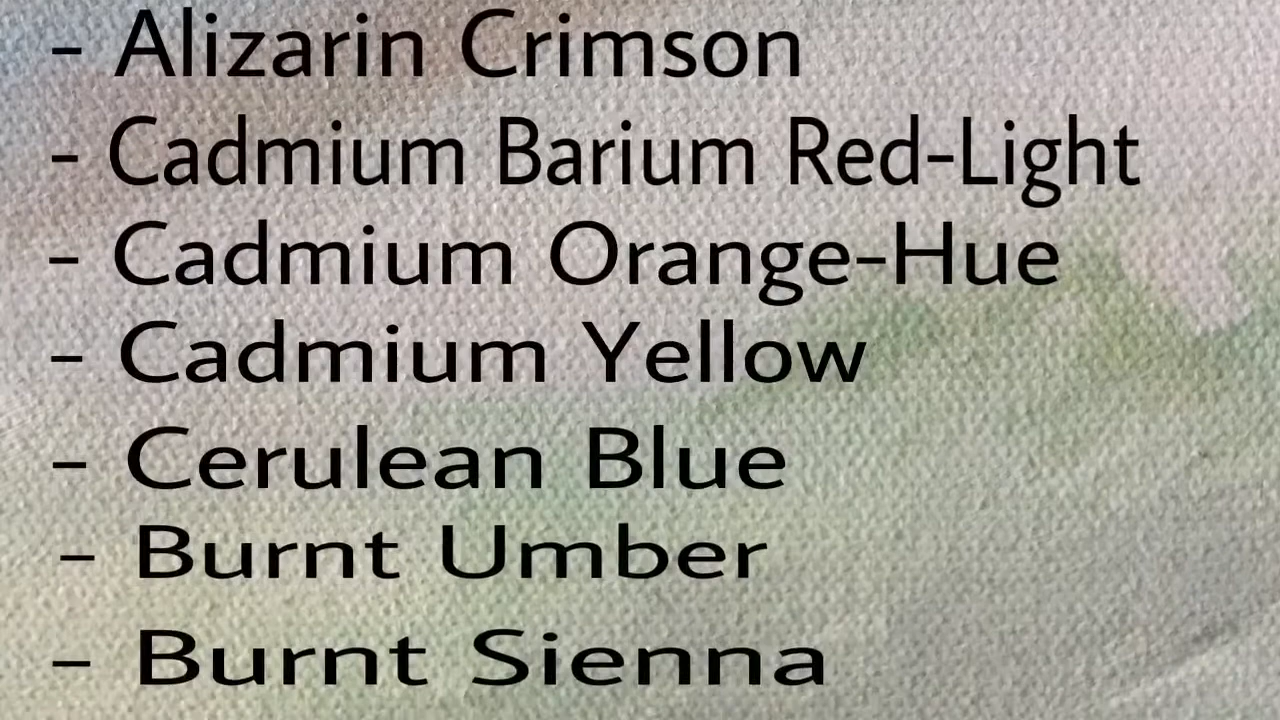 - Alizarin Crimson
- Cadmium Barium Red-Light
- Cadmium Orange-Hue
- Cadmium Yellow
- Cerulean Blue
- Burnt Umber
- Burnt Sienna